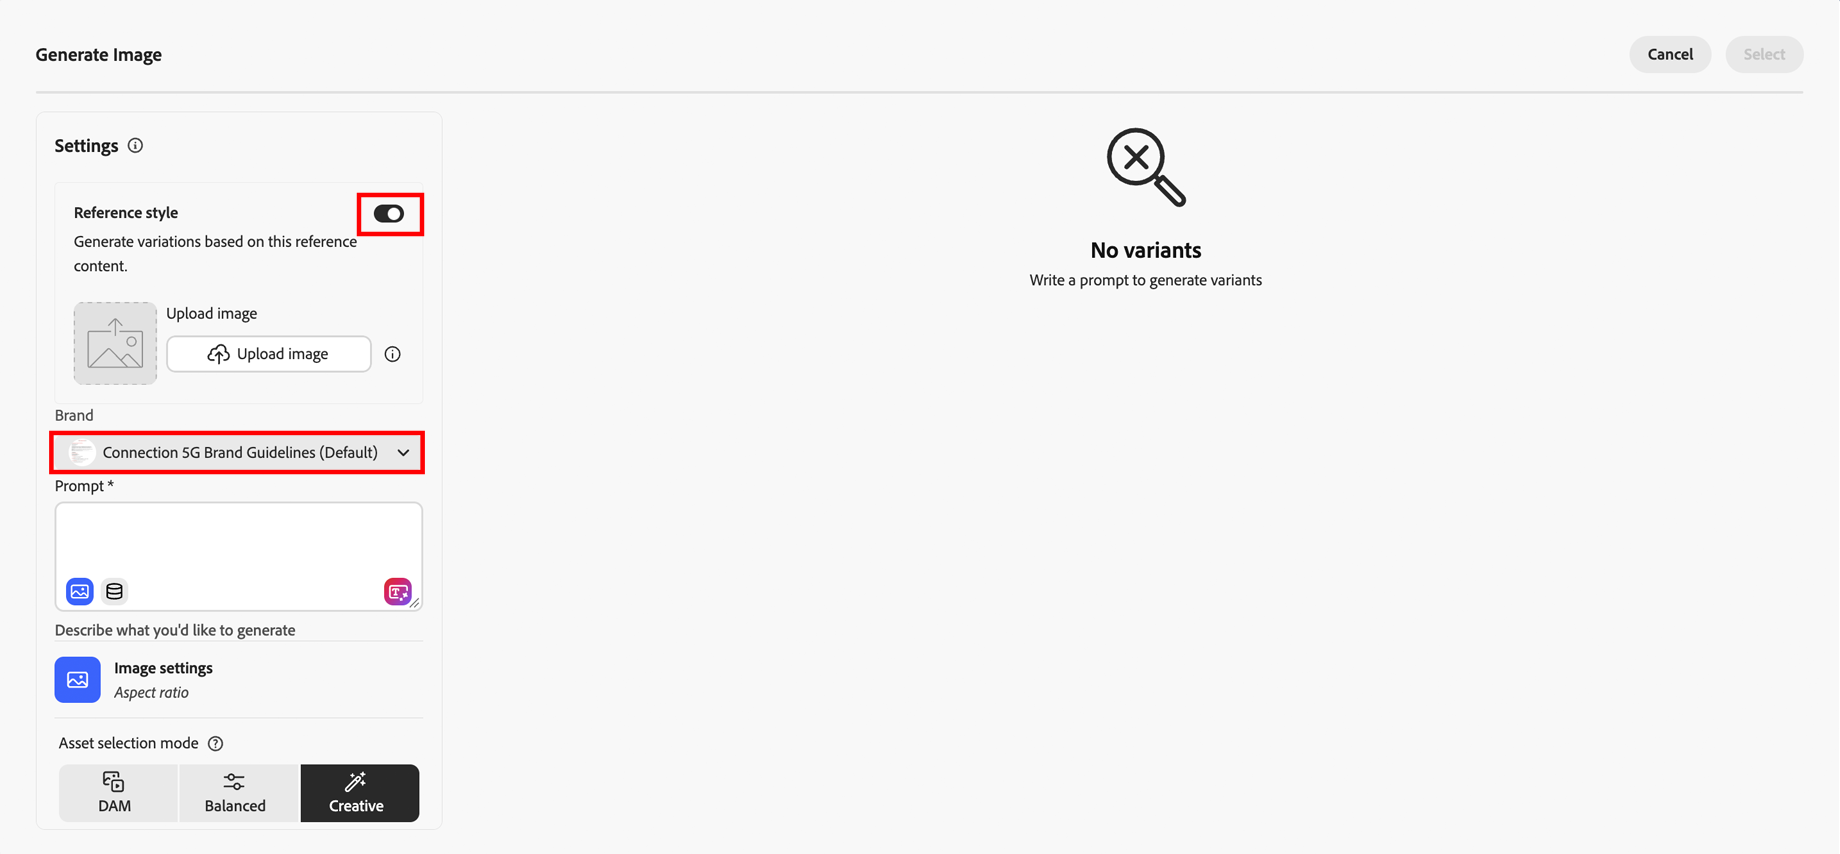 Generate Image
Cancel
Select
Settings
Reference style
Generate variations based on this reference
content.
Upload image
Upload image
Brand
Connection 5G Brand Guidelines (Default)
Prompt *
Describe what you'd like to generate
Image settings
Aspect ratio
Asset selection mode
DAM
Balanced
Creative
No variants
Write a prompt to generate variants